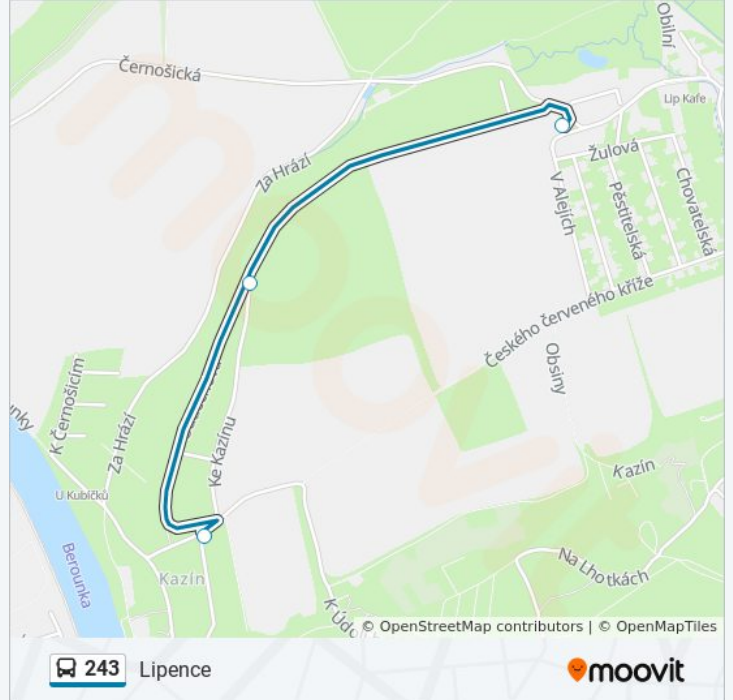 Obilní
Černošická
Lip Kafe
Za Hrází
Žulová
V Alejích
Pěstitelská
Chovatelská
Českého červeného kříže
Obsiny
K Černošicím
Za Hrází
Ke Kazínu
U Kubíčků
Kazín
Berounka
Kazín
Na Lhotkách
© OpenStreetMap contributors | © OpenMapTiles
243 Lipence
moovit